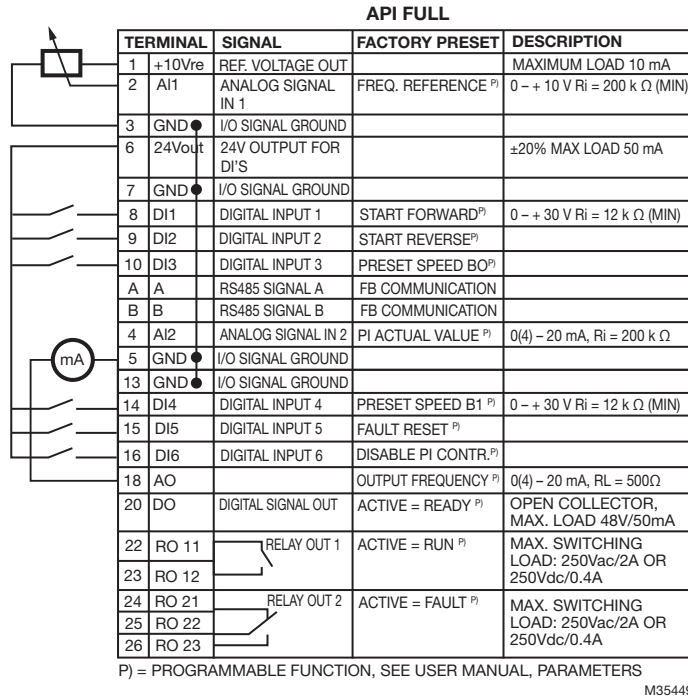 API FULL
TERMINAL SIGNAL FACTORY PRESET DESCRIPTION
1 +10Vre REF. VOLTAGE OUT MAXIMUM LOAD 10 mA
2 AI1 ANALOG SIGNAL IN 1 FREQ. REFERENCE P) 0 – + 10 V Ri = 200 k Ω (MIN)
3 GND I/O SIGNAL GROUND
6 24Vout 24V OUTPUT FOR DI'S ±20% MAX LOAD 50 mA
7 GND I/O SIGNAL GROUND
8 DI1 DIGITAL INPUT 1 START FORWARD P) 0 – + 30 V Ri = 12 k Ω (MIN)
9 DI2 DIGITAL INPUT 2 START REVERSE P)
10 DI3 DIGITAL INPUT 3 PRESET SPEED BO P)
A A RS485 SIGNAL A FB COMMUNICATION
B B RS485 SIGNAL B FB COMMUNICATION
4 AI2 ANALOG SIGNAL IN 2 PI ACTUAL VALUE P) 0(4) – 20 mA, Ri = 200 k Ω
mA
5 GND I/O SIGNAL GROUND
13 GND I/O SIGNAL GROUND
14 DI4 DIGITAL INPUT 4 PRESET SPEED B1 P) 0 – + 30 V Ri = 12 k Ω (MIN)
15 DI5 DIGITAL INPUT 5 FAULT RESET P)
16 DI6 DIGITAL INPUT 6 DISABLE PI CONTR. P)
18 AO OUTPUT FREQUENCY P) 0(4) – 20 mA, RL = 500Ω
20 DO DIGITAL SIGNAL OUT ACTIVE = READY P) OPEN COLLECTOR, MAX. LOAD 48V/50mA
22 RO 11 RELAY OUT 1 ACTIVE = RUN P) MAX. SWITCHING LOAD: 250Vac/2A OR 250Vdc/0.4A
23 RO 12
24 RO 21 RELAY OUT 2 ACTIVE = FAULT P) MAX. SWITCHING LOAD: 250Vac/2A OR 250Vdc/0.4A
25 RO 22
26 RO 23
P) = PROGRAMMABLE FUNCTION, SEE USER MANUAL, PARAMETERS
M35449